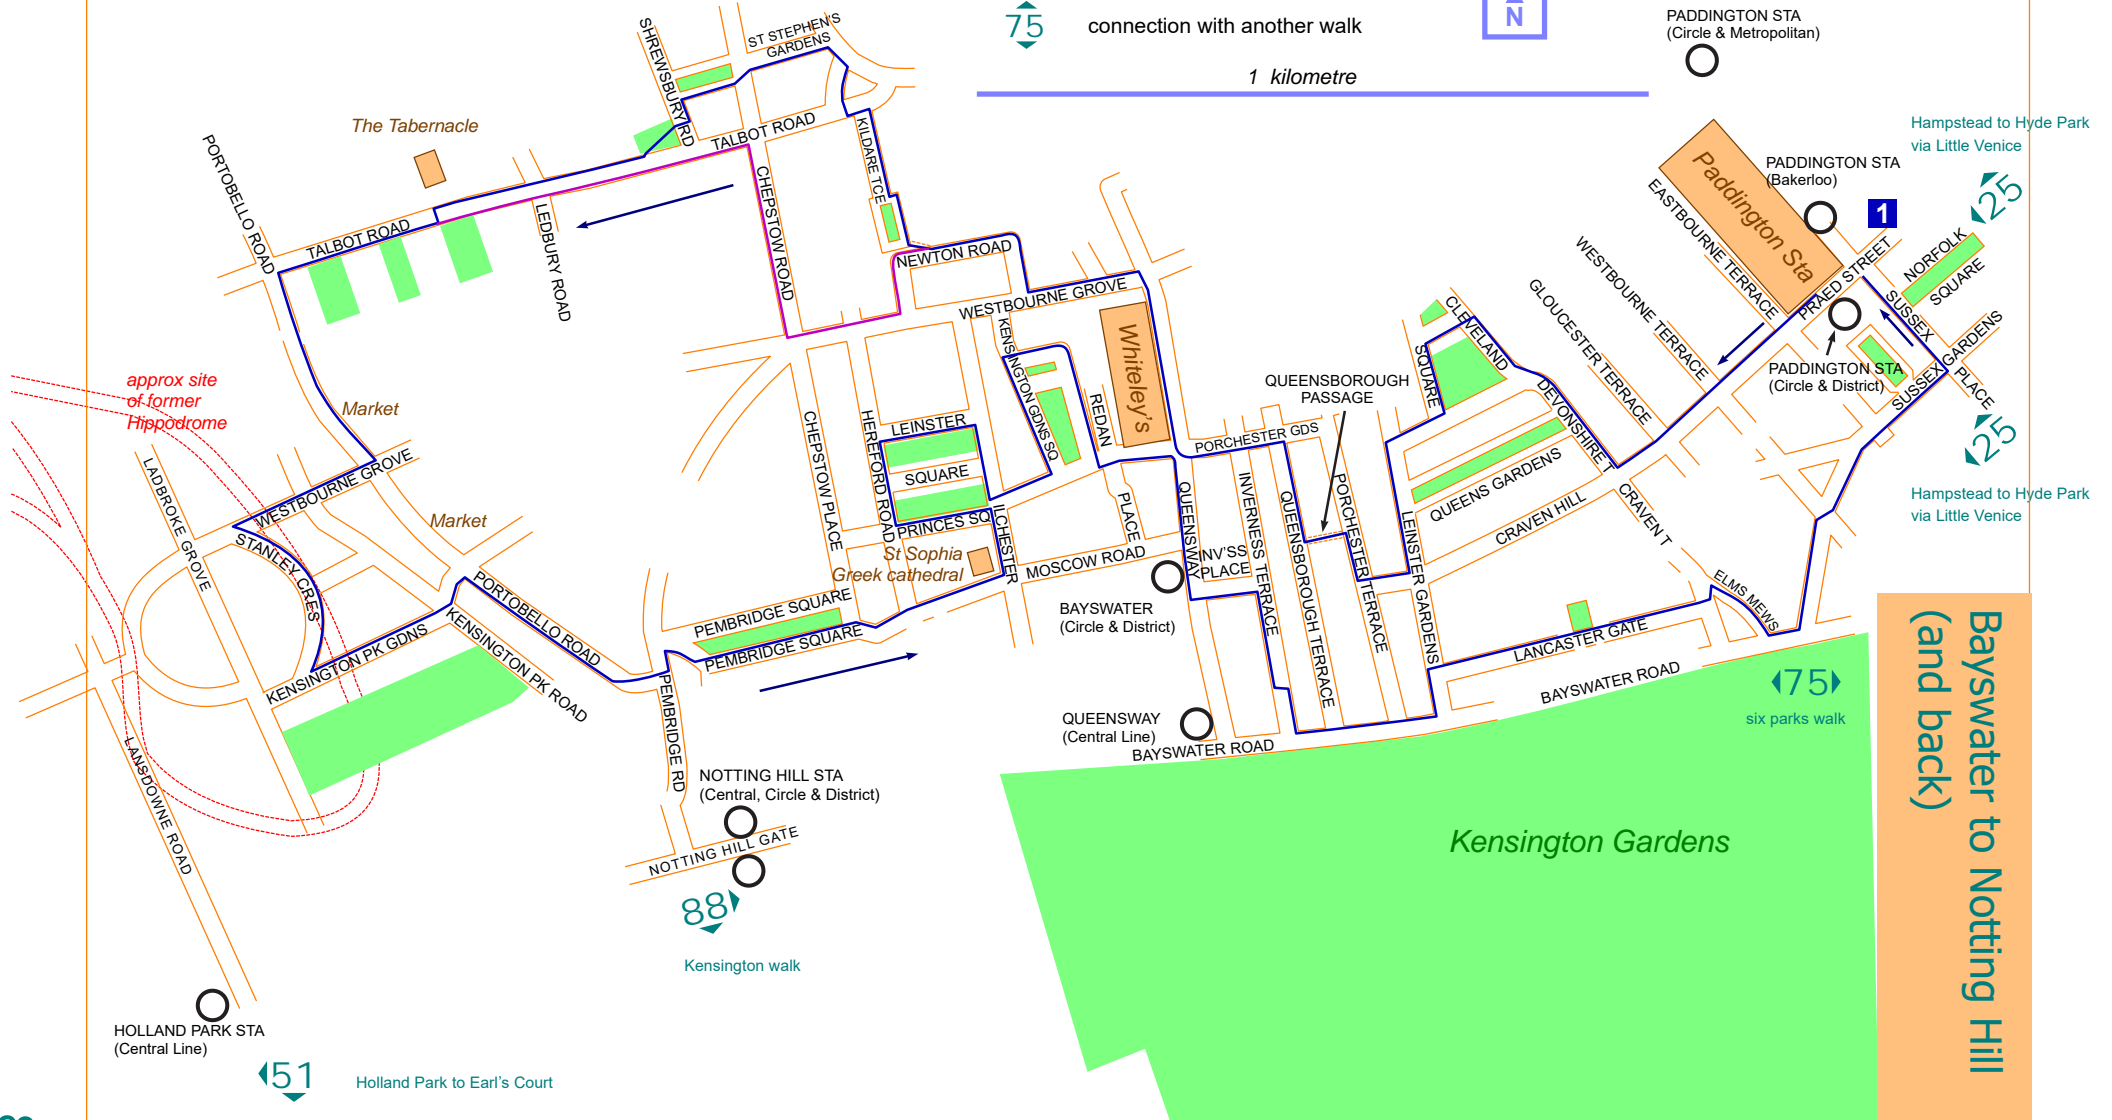 75
connection with another walk
N
1 kilometre
PADDINGTON STA
(Circle & Metropolitan)
Hampstead to Hyde Park
via Little Venice
25
PADDINGTON STA
(Bakerloo)
1
Paddington Sta
EASTBOURNE TERRACE
WESTBOURNE TERRACE
GLOUCESTER TERRACE
PRAED STREET
NORFOLK
SQUARE
SUSSEX
GARDENS
SUSSEX
PLACE
PADDINGTON STA
(Circle & District)
25
Hampstead to Hyde Park
via Little Venice
ST STEPHEN'S
GARDENS
SHREWSBURY RD
The Tabernacle
TALBOT ROAD
KILDARE TCE
PORTOBELLO ROAD
TALBOT ROAD
LEDBURY ROAD
CHEPSTOW ROAD
NEWTON ROAD
WESTBOURNE GROVE
Whiteley's
KENSINGTON GDNS SQ
REDAN
PLACE
QUEENSBOROUGH
PASSAGE
CLEVELAND
SQUARE
DEVONSHIRE T
PORCHESTER GDS
approx site
of former
Hippodrome
Market
WESTBOURNE GROVE
Market
LADBROKE GROVE
STANLEY CRES
KENSINGTON PK GDNS
PORTOBELLO ROAD
KENSINGTON PK ROAD
CHEPSTOW PLACE
HEREFORD ROAD
LEINSTER
SQUARE
PRINCES SQ
ILCHESTER
St Sophia
Greek cathedral
MOSCOW ROAD
QUEENSWAY
INV'SS
PLACE
INVERNESS TERRACE
QUEENSBOROUGH TERRACE
PORCHESTER TERRACE
LEINSTER GARDENS
QUEENS GARDENS
CRAVEN HILL
CRAVEN T
ELMS MEWS
LANCASTER GATE
BAYSWATER ROAD
BAYSWATER
(Circle & District)
PEMBRIDGE SQUARE
PEMBRIDGE SQUARE
PEMBRIDGE RD
QUEENSWAY
(Central Line)
BAYSWATER ROAD
75
six parks walk
NOTTING HILL STA
(Central, Circle & District)
NOTTING HILL GATE
88
Kensington walk
LANSDOWNE ROAD
Kensington Gardens
HOLLAND PARK STA
(Central Line)
51
Holland Park to Earl's Court
Bayswater to Notting Hill
(and back)